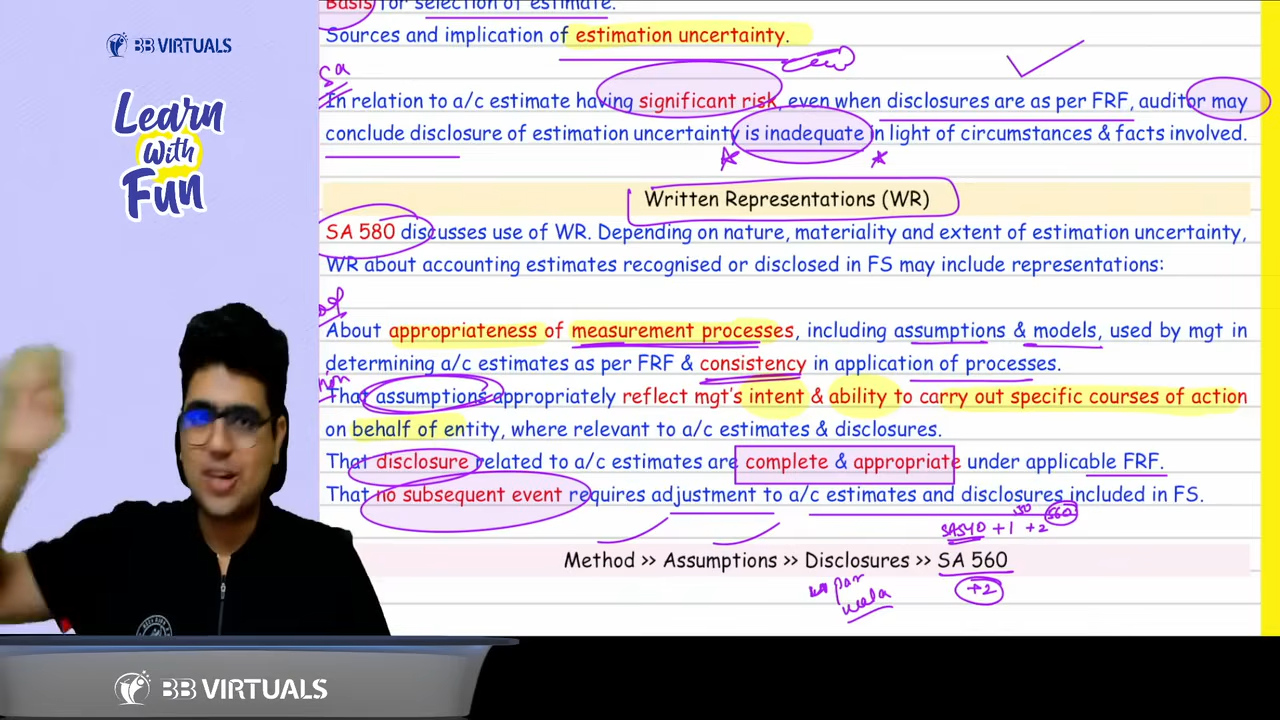 Basis for selection of estimate.
BB VIRTUALS
Sources and implication of estimation uncertainty.
Learn
With
Fun
In relation to a/c estimate having significant risk, even when disclosures are as per FRF, auditor may
conclude disclosure of estimation uncertainty is inadequate in light of circumstances & facts involved.
Written Representations (WR)
SA 580 discusses use of WR. Depending on nature, materiality and extent of estimation uncertainty,
WR about accounting estimates recognised or disclosed in FS may include representations:
About appropriateness of measurement processes, including assumptions & models, used by mgt in
determining a/c estimates as per FRF & consistency in application of processes.
That assumptions appropriately reflect mgt's intent & ability to carry out specific courses of action
on behalf of entity, where relevant to a/c estimates & disclosures.
That disclosure related to a/c estimates are complete & appropriate under applicable FRF.
That no subsequent event requires adjustment to a/c estimates and disclosures included in FS.
SA540 +1 +2 560
Method >> Assumptions >> Disclosures >> SA 560
par
wala
+2
BB VIRTUALS